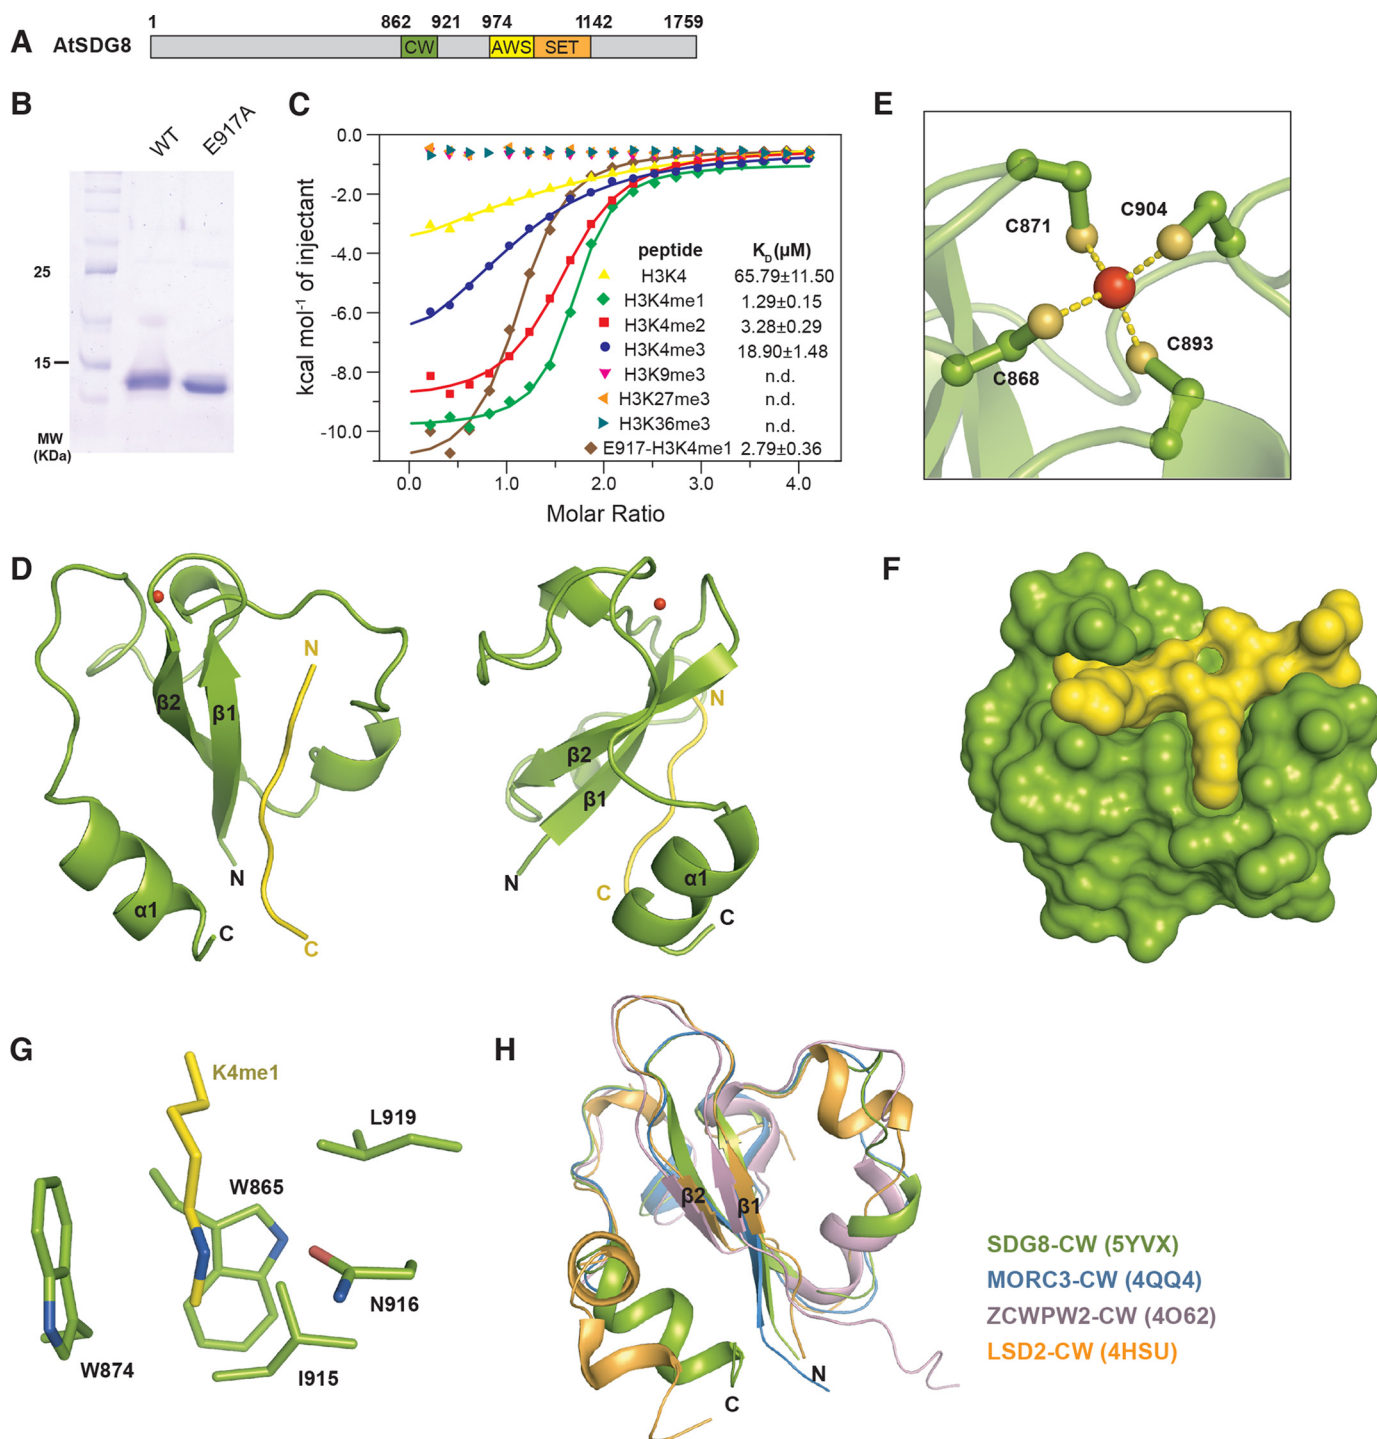 A
AtSDG8
1 862 921 974 1142 1759
CW AWS SET
B
WT E917A
25
15
MW
(KDa)
C
kcal mol⁻¹ of injectant
0.0
-2.0
-4.0
-6.0
-8.0
-10.0
0.0 1.0 2.0 3.0 4.0
Molar Ratio
peptide K_D(μM)
H3K4 65.79±11.50
H3K4me1 1.29±0.15
H3K4me2 3.28±0.29
H3K4me3 18.90±1.48
H3K9me3 n.d.
H3K27me3 n.d.
H3K36me3 n.d.
E917-H3K4me1 2.79±0.36
E
C871
C904
C868
C893
D
N
β2
β1
N
α1
C
C
N
β2
β1
N
C
α1
C
F
G
K4me1
L919
W865
N916
W874
I915
H
β2
β1
N
C
SDG8-CW (5YVX)
MORC3-CW (4QQ4)
ZCWPW2-CW (4O62)
LSD2-CW (4HSU)